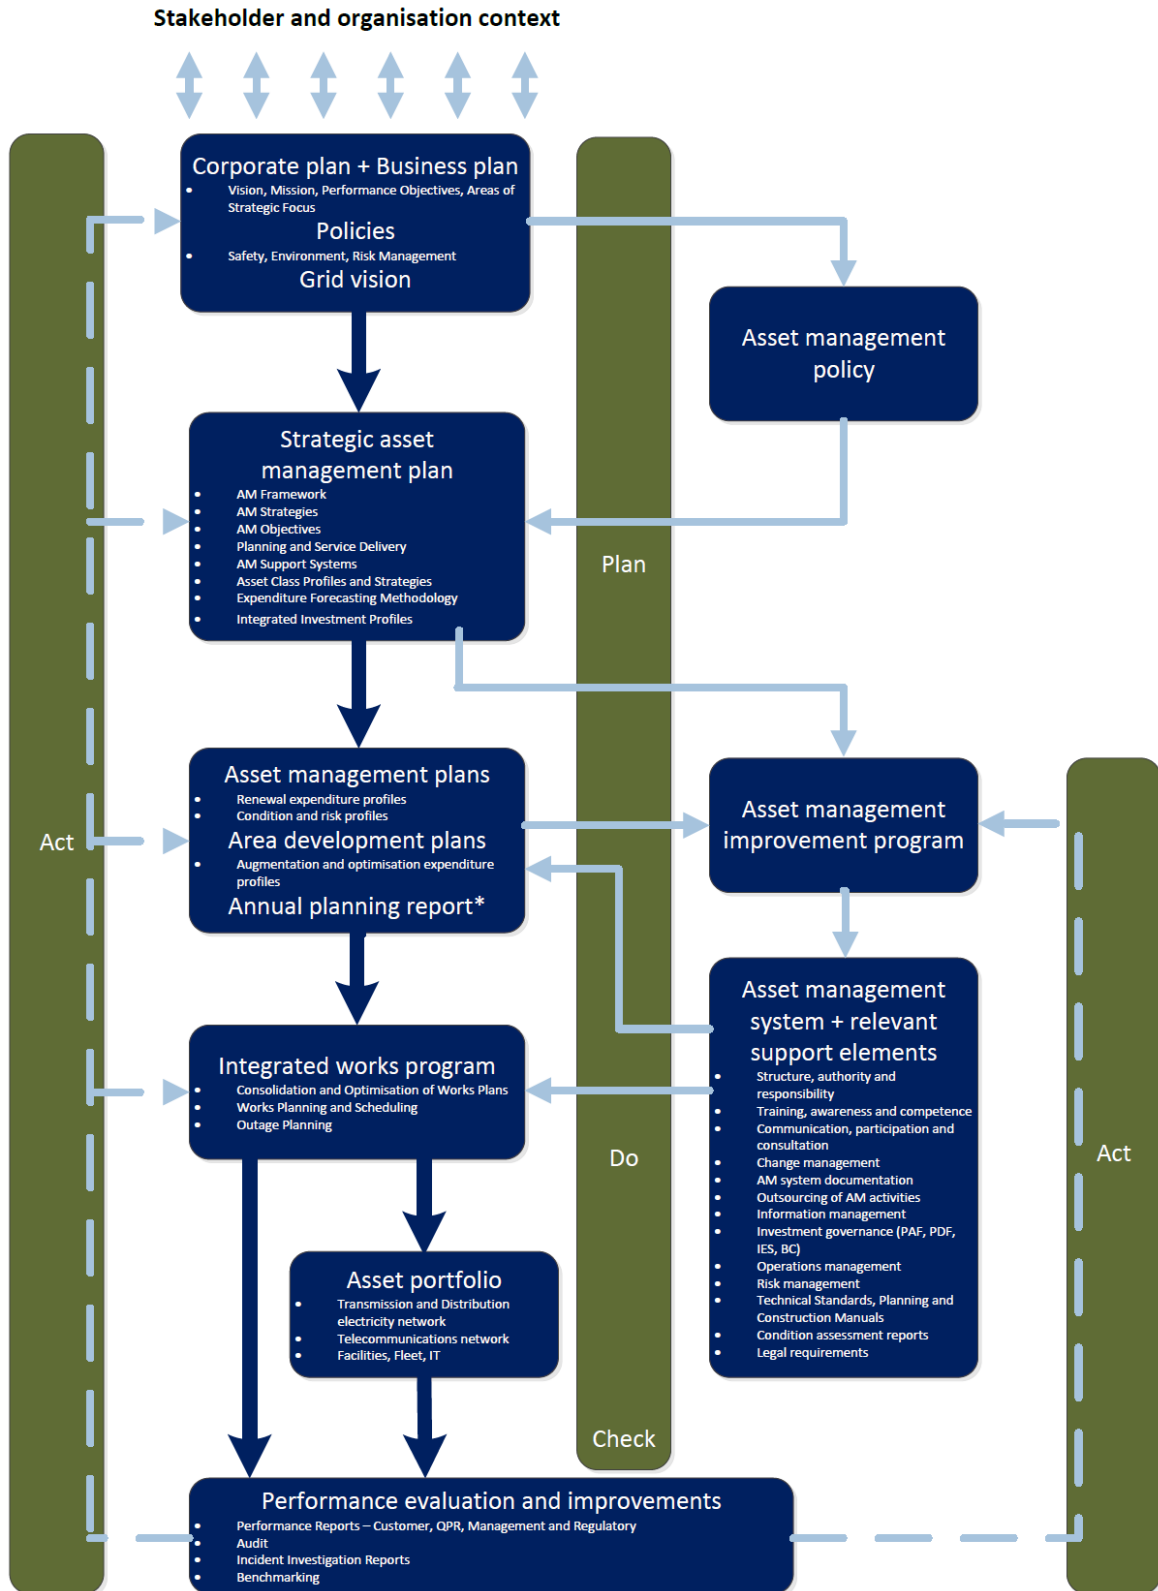 Stakeholder and organisation context
Corporate plan + Business plan
• Vision, Mission, Performance Objectives, Areas of
Strategic Focus
Policies
• Safety, Environment, Risk Management
Grid vision
Asset management
policy
Strategic asset
management plan
• AM Framework
• AM Strategies
• AM Objectives
• Planning and Service Delivery
• AM Support Systems
• Asset Class Profiles and Strategies
• Expenditure Forecasting Methodology
• Integrated Investment Profiles
Plan
Asset management plans
• Renewal expenditure profiles
• Condition and risk profiles
Area development plans
• Augmentation and optimisation expenditure
profiles
Annual planning report*
Asset management
improvement program
Act
Asset management
system + relevant
support elements
• Structure, authority and
responsibility
• Training, awareness and competence
• Communication, participation and
consultation
• Change management
• AM system documentation
• Outsourcing of AM activities
• Information management
• Investment governance (PAF, PDF,
IES, BC)
• Operations management
• Risk management
• Technical Standards, Planning and
Construction Manuals
• Condition assessment reports
• Legal requirements
Integrated works program
• Consolidation and Optimisation of Works Plans
• Works Planning and Scheduling
• Outage Planning
Do
Act
Asset portfolio
• Transmission and Distribution
electricity network
• Telecommunications network
• Facilities, Fleet, IT
Check
Performance evaluation and improvements
• Performance Reports – Customer, QPR, Management and Regulatory
• Audit
• Incident Investigation Reports
• Benchmarking